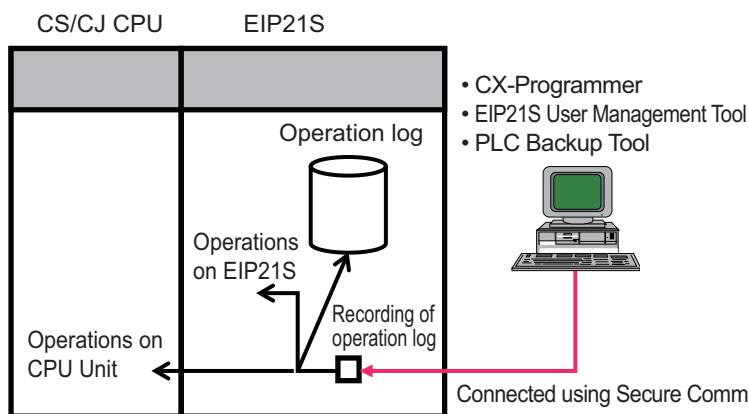 CS/CJ CPU
EIP21S
• CX-Programmer
• EIP21S User Management Tool
• PLC Backup Tool
Operation log
Operations
on EIP21S
Recording of
operation log
Operations on
CPU Unit
Connected using Secure Comm